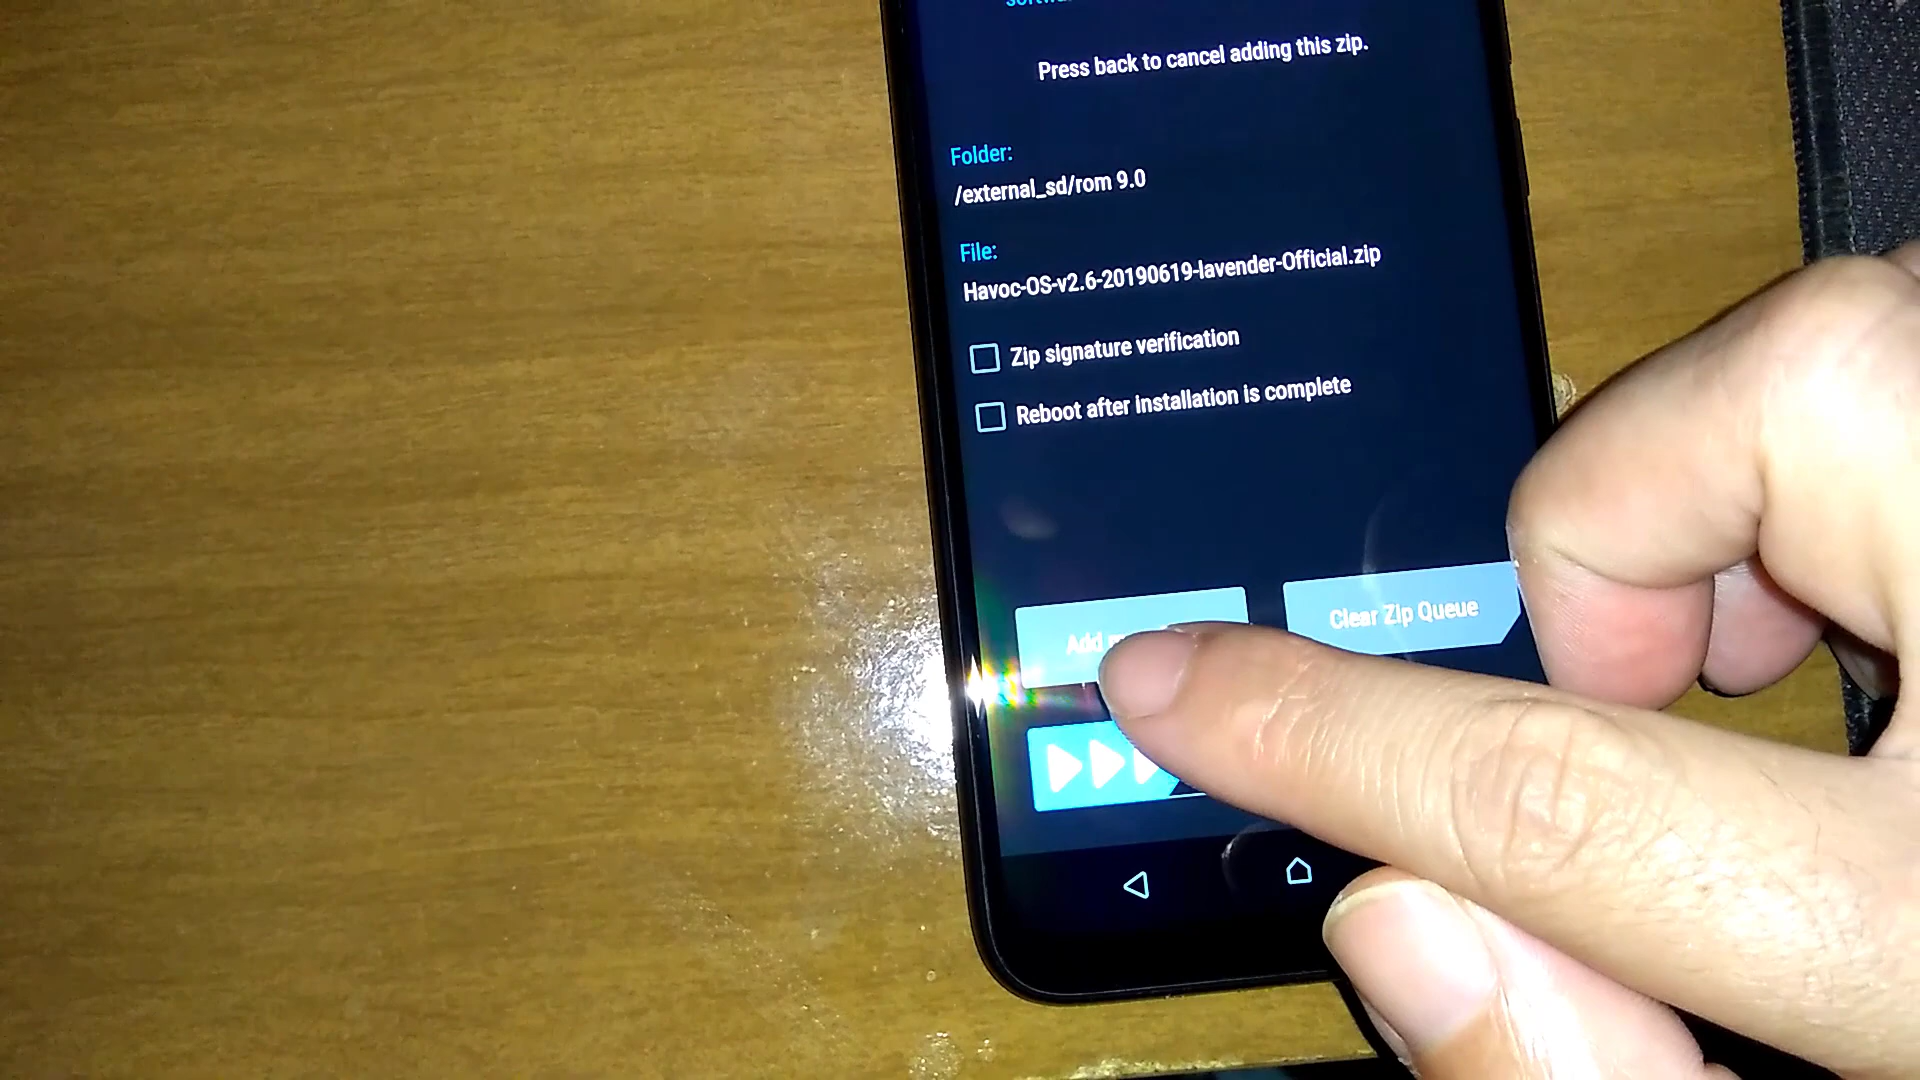 Press back to cancel adding this zip.
Folder:
/external_sd/rom 9.0
File:
Havoc-OS-v2.6-20190619-lavender-Official.zip
Zip signature verification
Reboot after installation is complete
Add
Clear Zip Queue